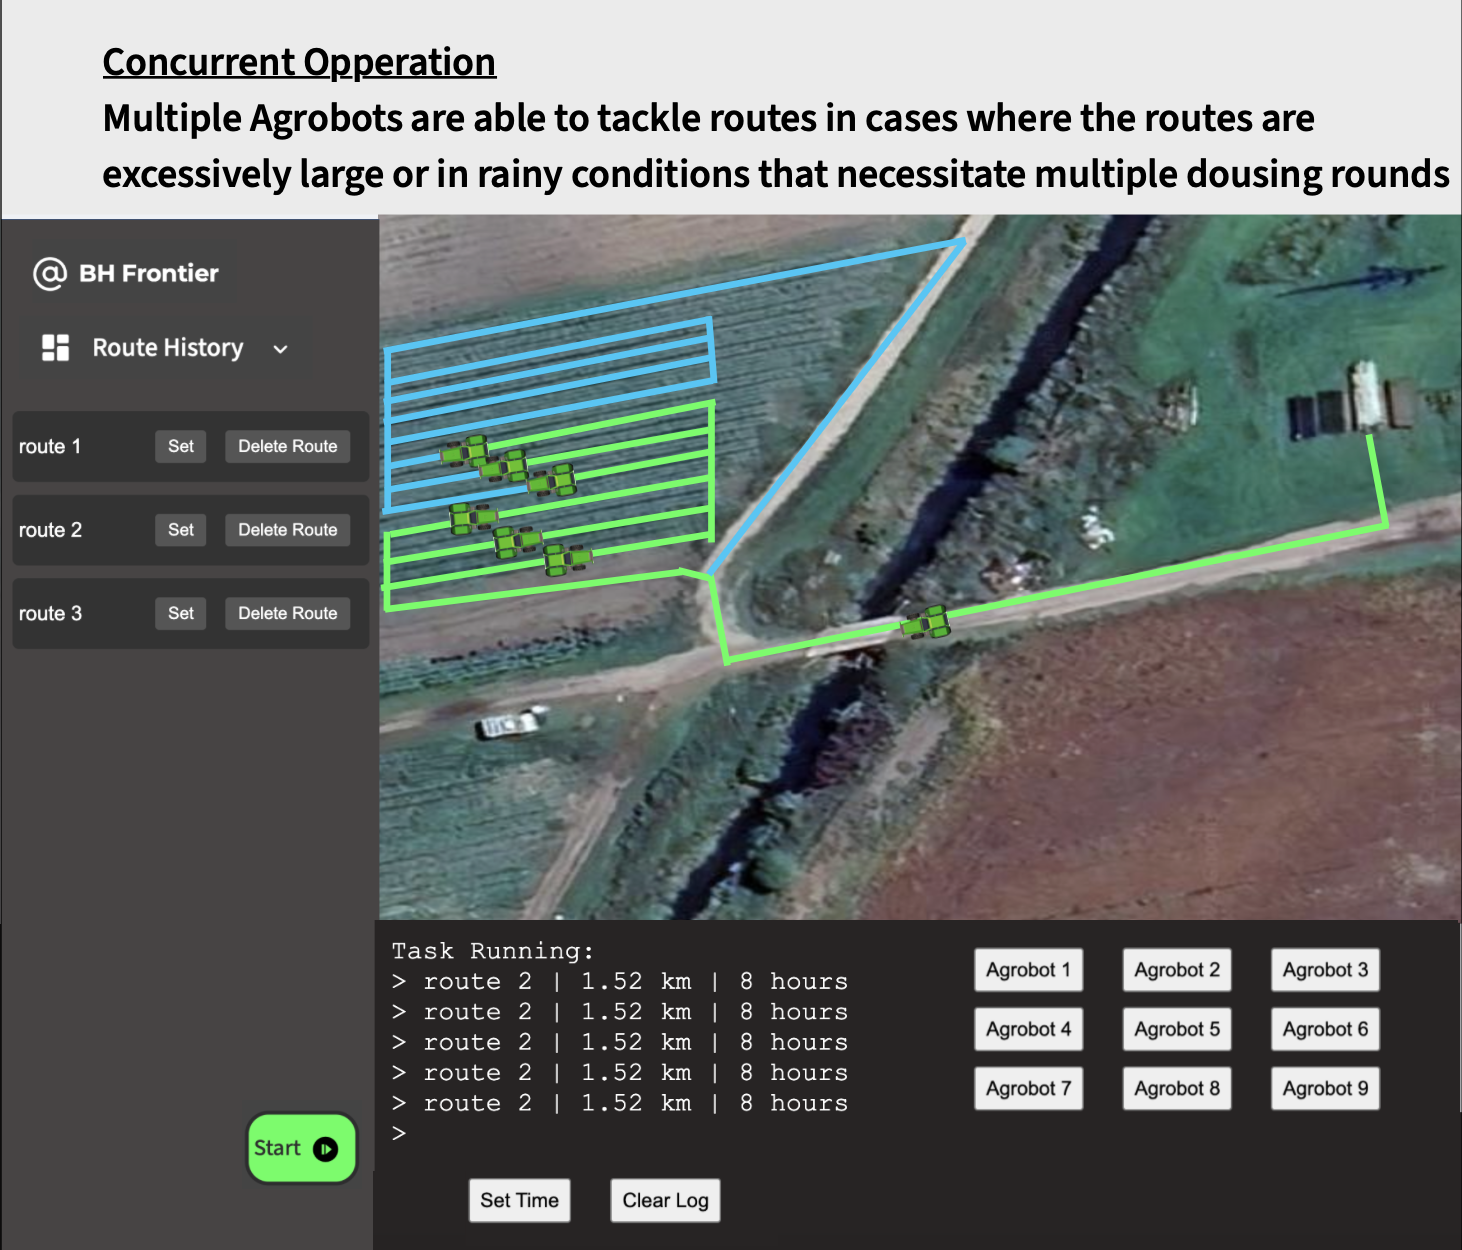 Concurrent Opperation
Multiple Agrobots are able to tackle routes in cases where the routes are
excessively large or in rainy conditions that necessitate multiple dousing rounds
@ BH Frontier
Route History
route 1 Set Delete Route
route 2 Set Delete Route
route 3 Set Delete Route
Start
Task Running:
> route 2 | 1.52 km | 8 hours
> route 2 | 1.52 km | 8 hours
> route 2 | 1.52 km | 8 hours
> route 2 | 1.52 km | 8 hours
> route 2 | 1.52 km | 8 hours
>
Set Time Clear Log
Agrobot 1 Agrobot 2 Agrobot 3
Agrobot 4 Agrobot 5 Agrobot 6
Agrobot 7 Agrobot 8 Agrobot 9